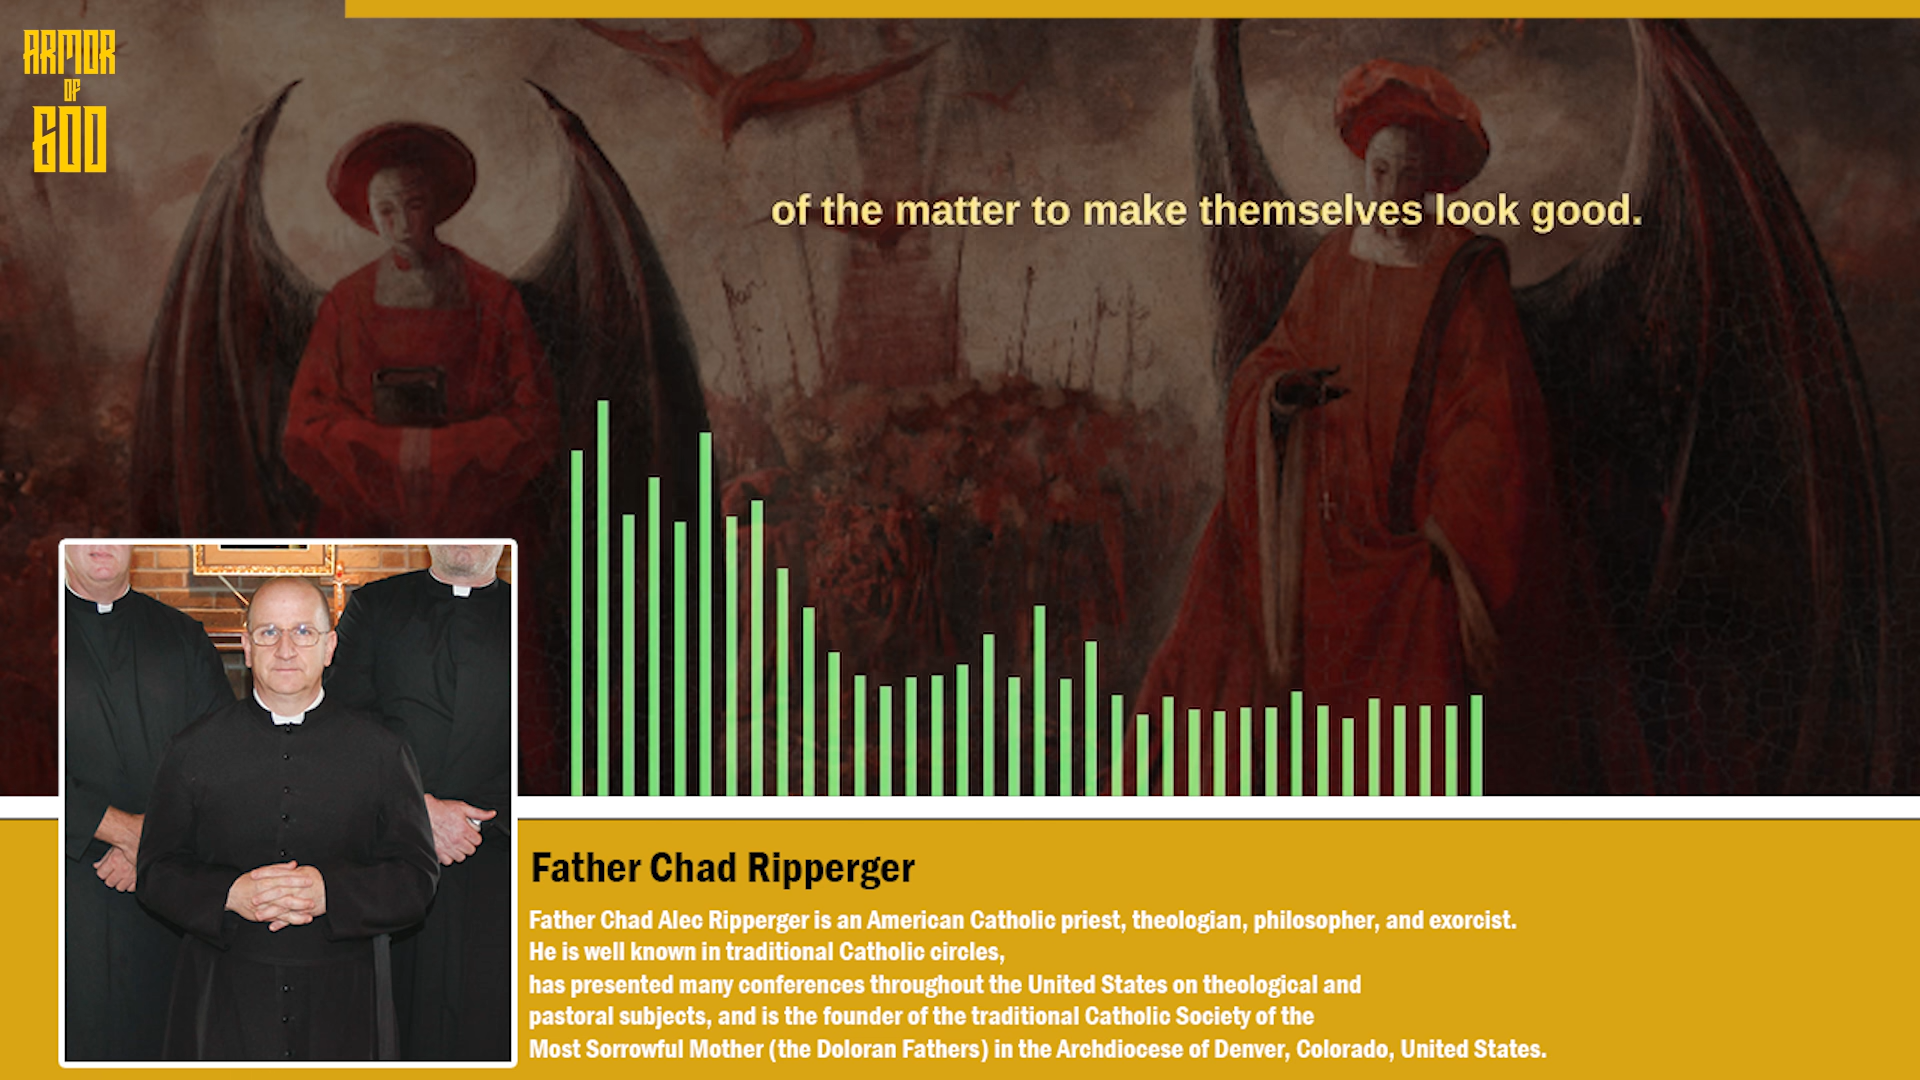 ARMOR
OF
GOD
of the matter to make themselves look good.
Father Chad Ripperger
Father Chad Alec Ripperger is an American Catholic priest, theologian, philosopher, and exorcist.
He is well known in traditional Catholic circles,
has presented many conferences throughout the United States on theological and
pastoral subjects, and is the founder of the traditional Catholic Society of the
Most Sorrowful Mother (the Doloran Fathers) in the Archdiocese of Denver, Colorado, United States.